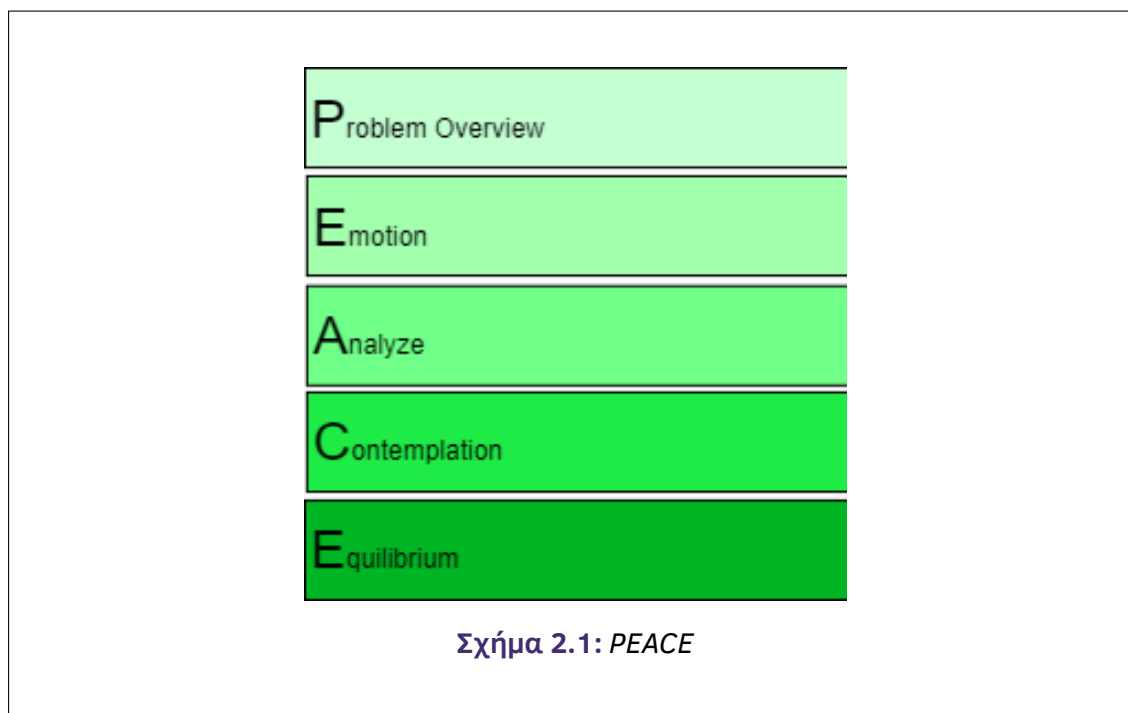 Problem Overview
Emotion
Analyze
Contemplation
Equilibrium
Σχήμα 2.1: PEACE